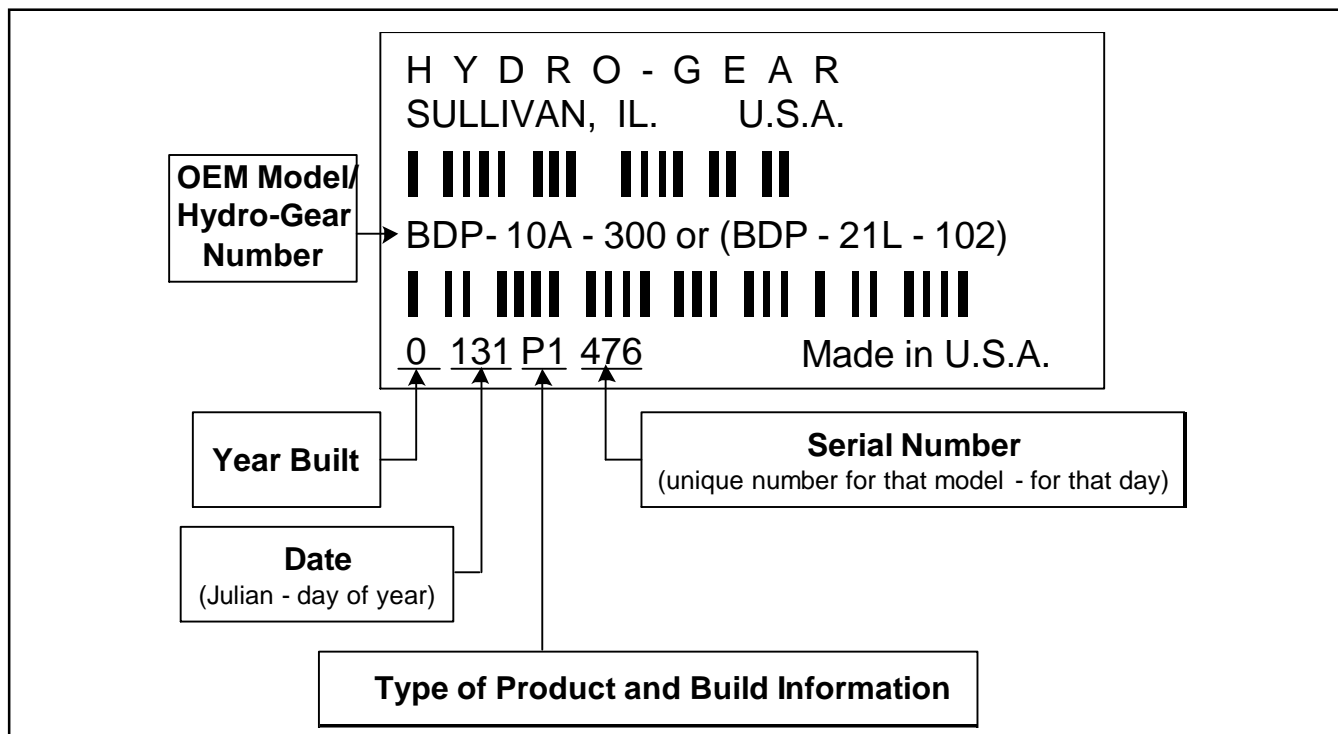 H Y D R O - G E A R
SULLIVAN, IL. U.S.A.
OEM Model/
Hydro-Gear
Number
BDP- 10A - 300 or (BDP - 21L - 102)
0 131 P1 476 Made in U.S.A.
Year Built
Serial Number
(unique number for that model - for that day)
Date
(Julian - day of year)
Type of Product and Build Information